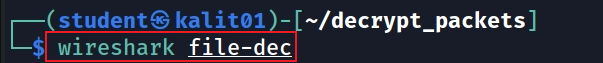 ┌──(student㉿kalit01)-[~/decrypt_packets]
└─$ wireshark file-dec